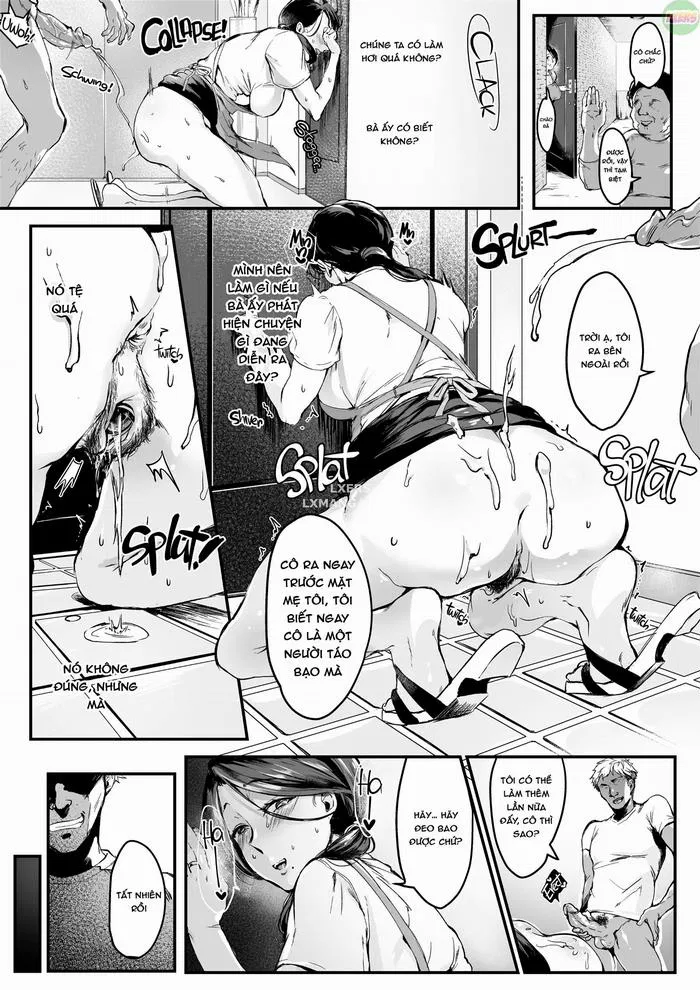 CÔ CHẮC
CHỨ?
CHÀO
BÀ
ĐƯỢC
RỒI, VẬY
THÌ TẠM
BIỆT
CLACK
CHÚNG TA CÓ LÀM
HƠI QUÁ KHÔNG?
BÀ ẤY CÓ BIẾT
KHÔNG?
COLLAPSE!
UWOH!
Schwing!
Stagger
SPLURT
TRỜI Ạ, TÔI
RA BÊN
NGOÀI RỒI
Mn
Mn
MÌNH NÊN
LÀM GÌ NẾU
BÀ ẤY PHÁT
HIỆN CHUYỆN
GÌ ĐANG
DIỄN RA
ĐÂY?
Shiver
Splat
LXMANG
Splat
twitch
twitch
CÔ RA NGAY
TRƯỚC MẶT
MẸ TÔI, TÔI
BIẾT NGAY
CÔ LÀ MỘT
NGƯỜI TÁO
BẠO MÀ
NÓ TỆ
QUÁ
twitch
Splat!
NÓ KHÔNG
ĐÚNG, NHƯNG
MÀ
TÔI CÓ THỂ
LÀM THÊM
LẦN NỮA
ĐẤY, CÔ THÌ
SAO?
Ha
Ha
HÃY... HÃY
ĐEO BAO
ĐƯỢC CHỨ?
TẤT NHIÊN
RỒI